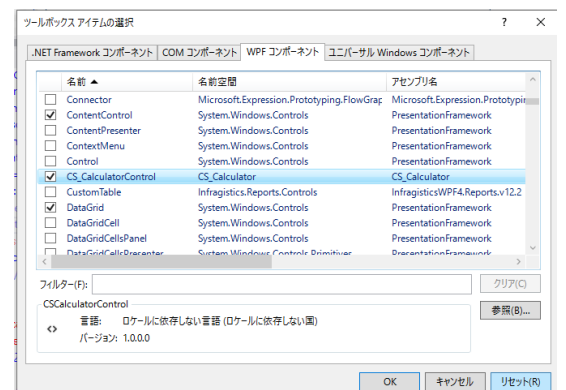 ツールボックス アイテムの選択 ? ×
.NET Framework コンポーネント COM コンポーネント WPF コンポーネント ユニバーサル Windows コンポーネント
名前 名前空間 アセンブリ名
Connector Microsoft.Expression.Prototyping.FlowGrap Microsoft.Expression.Prototypin
ContentControl System.Windows.Controls PresentationFramework
ContentPresenter System.Windows.Controls PresentationFramework
ContextMenu System.Windows.Controls PresentationFramework
Control System.Windows.Controls PresentationFramework
CS_CalculatorControl CS_Calculator CS_Calculator
CustomTable Infragistics.Reports.Controls InfragisticsWPF4.Reports.v12.2
DataGrid System.Windows.Controls PresentationFramework
DataGridCell System.Windows.Controls PresentationFramework
DataGridCellsPanel System.Windows.Controls PresentationFramework
DataGridCellsPresenter System.Windows.Controls.Primitives PresentationFramework
フィルター(F): クリア(C)
CSCalculatorControl 参照(B)...
言語: ロケールに依存しない言語 (ロケールに依存しない国)
バージョン: 1.0.0.0
OK キャンセル リセット(R)